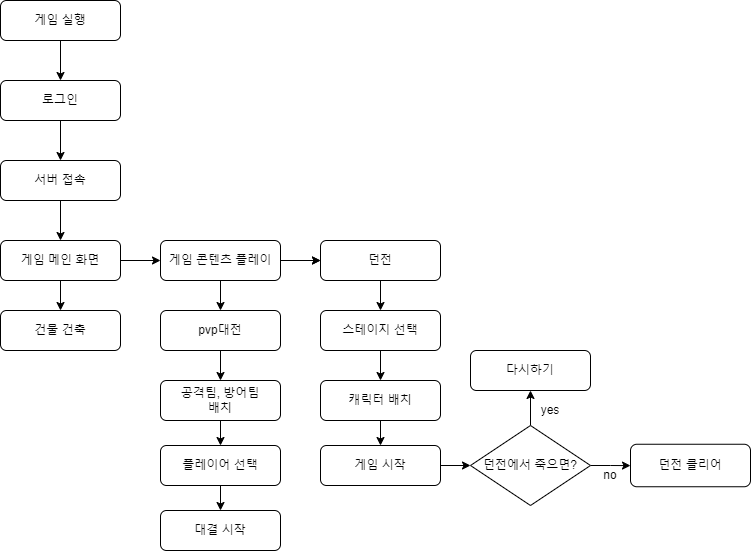 게임 실행
로그인
서버 접속
게임 메인 화면
게임 콘텐츠 플레이
던전
건물 건축
pvp대전
스테이지 선택
다시하기
공격팀, 방어팀
배치
캐릭터 배치
yes
플레이어 선택
게임 시작
던전에서 죽으면?
no
던전 클리어
대결 시작